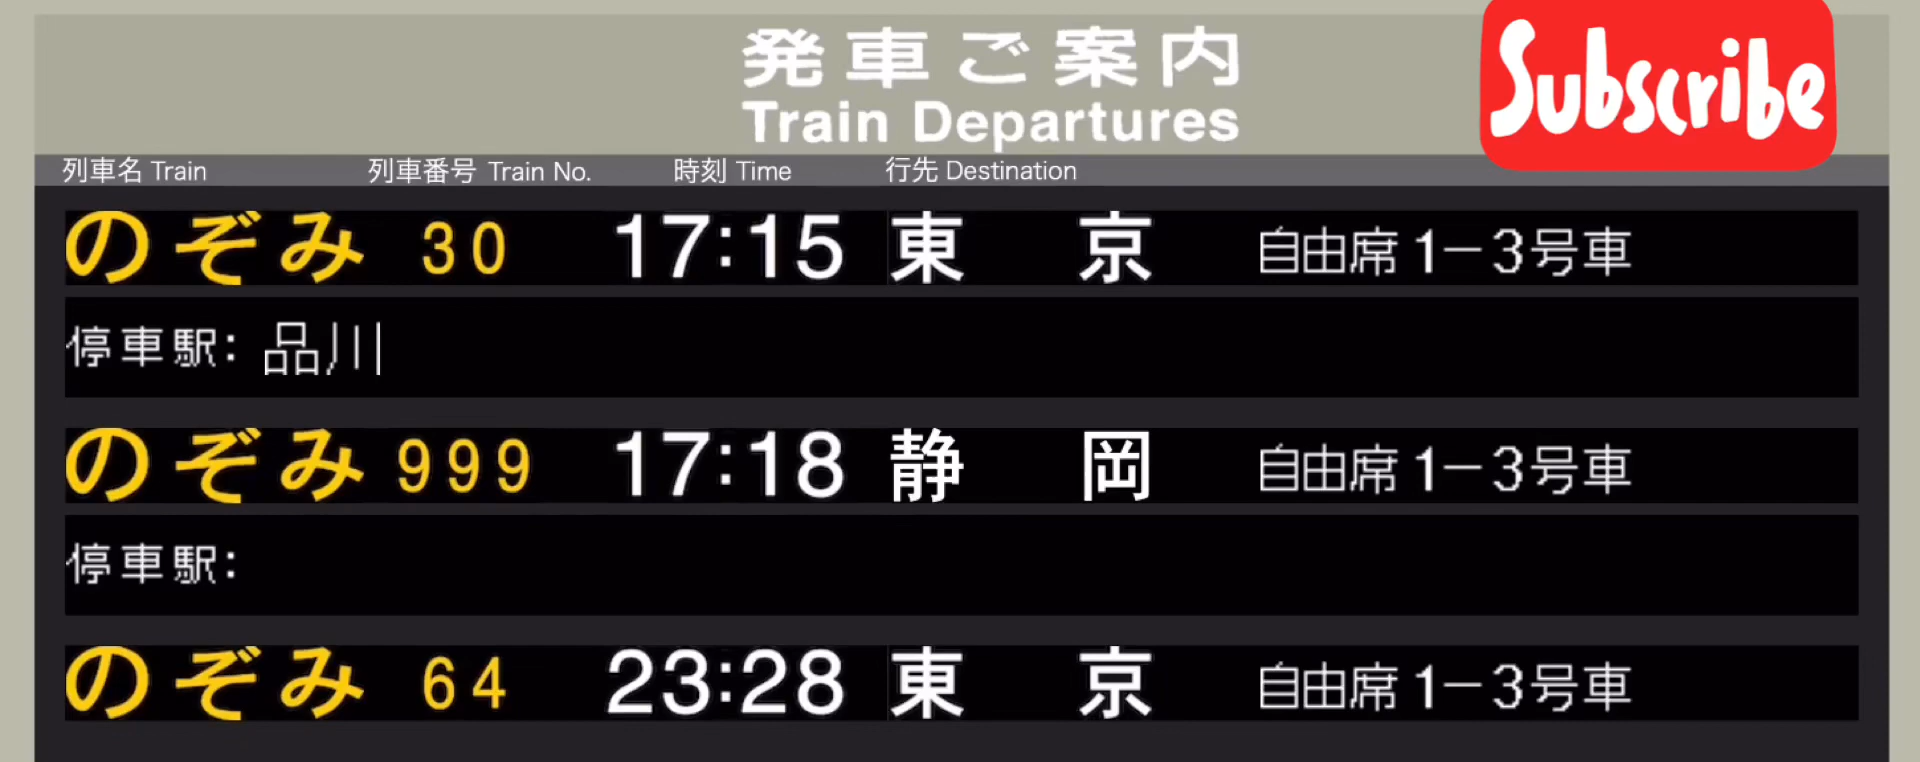 発車ご案内
Train Departures
Subscribe
列車名 Train 列車番号 Train No. 時刻 Time 行先 Destination
のぞみ 30 17:15 東京 自由席 1－3号車
停車駅: 品川
のぞみ 999 17:18 静岡 自由席 1－3号車
停車駅:
のぞみ 64 23:28 東京 自由席 1－3号車